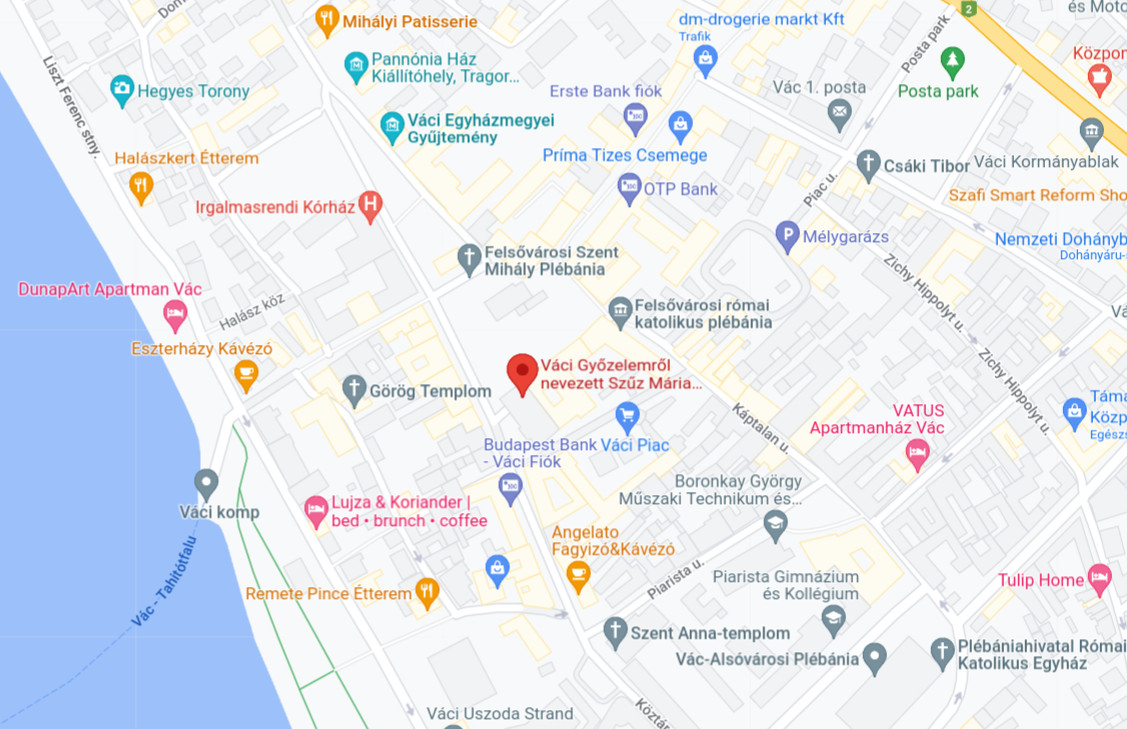 Mihályi Patisserie
dm-drogerie markt Kft
Trafik
2
és Moto
Liszt Ferenc stny.
Pannónia Ház
Kiállítóhely, Tragor...
Hegyes Torony
Posta park
Posta park
Közpon
Erste Bank fiók
Vác 1. posta
Váci Egyházmegyei
Gyűjtemény
Príma Tizes Csemege
Halászkert Étterem
Csáki Tibor
Váci Kormányablak
OTP Bank
Piac u.
Szafi Smart Reform Sho
Irgalmasrendi Kórház
H
P
Mélygarázs
Nemzeti Dohányb
Dohányáru-
Felsővárosi Szent
Mihály Plébánia
Zichy Hippolyt u.
DunapArt Apartman Vác
Halász köz
Felsővárosi római
katolikus plébánia
Vá
Eszterházy Kávézó
Zichy Hippolyt u.
Váci Győzelemről
nevezett Szűz Mária...
Görög Templom
Káptalan u.
VATUS
Apartmanház Vác
Táma
Közp
Egész
Budapest Bank
- Váci Fiók
Váci Piac
Boronkay György
Műszaki Technikum és...
Váci komp
Lujza & Koriander |
bed • brunch • coffee
Angelato
Fagyizó&Kávézó
Vác - Tahitótfalu
Piarista u.
Piarista Gimnázium
és Kollégium
Tulip Home
Remete Pince Étterem
Szent Anna-templom
Vác-Alsóvárosi Plébánia
Plébániahivatal Római
Katolikus Egyház
Váci Uszoda Strand
Köztár